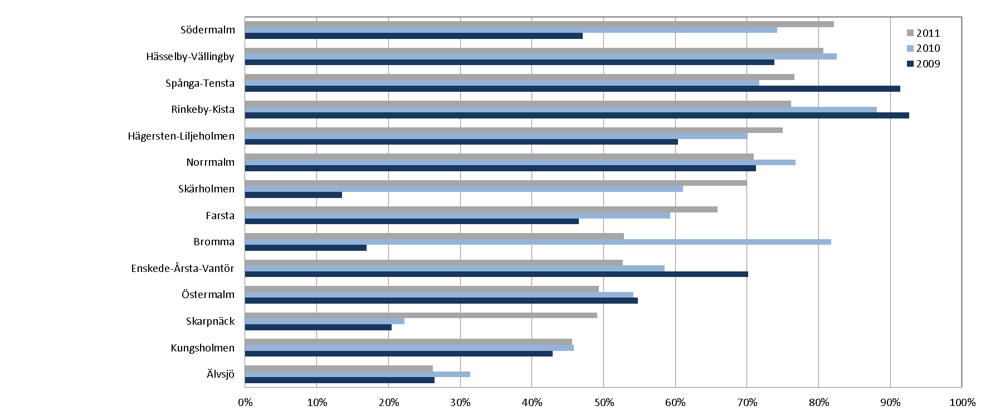 Södermalm
Hässelby-Vällingby
Spånga-Tensta
Rinkeby-Kista
Hägersten-Liljeholmen
Norrmalm
Skärholmen
Farsta
Bromma
Enskede-Årsta-Vantör
Östermalm
Skarpnäck
Kungsholmen
Älvsjö
2011
2010
2009
0% 10% 20% 30% 40% 50% 60% 70% 80% 90% 100%